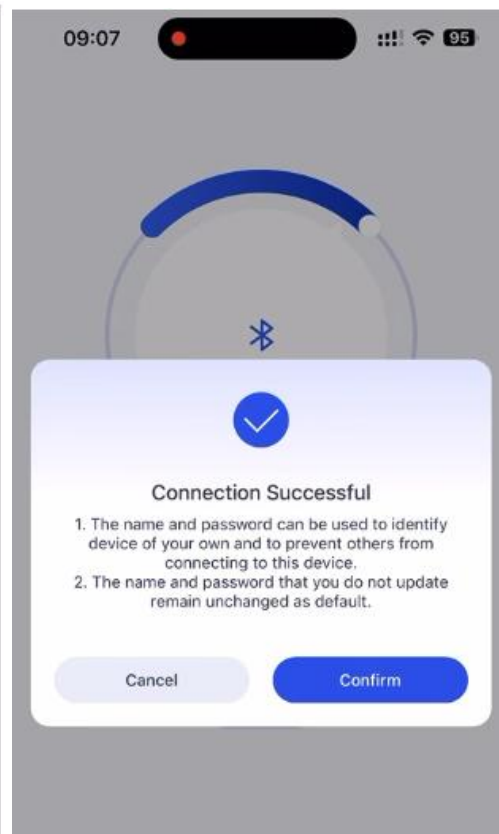 09:07
95
Connection Successful
1. The name and password can be used to identify
device of your own and to prevent others from
connecting to this device.
2. The name and password that you do not update
remain unchanged as default.
Cancel Confirm